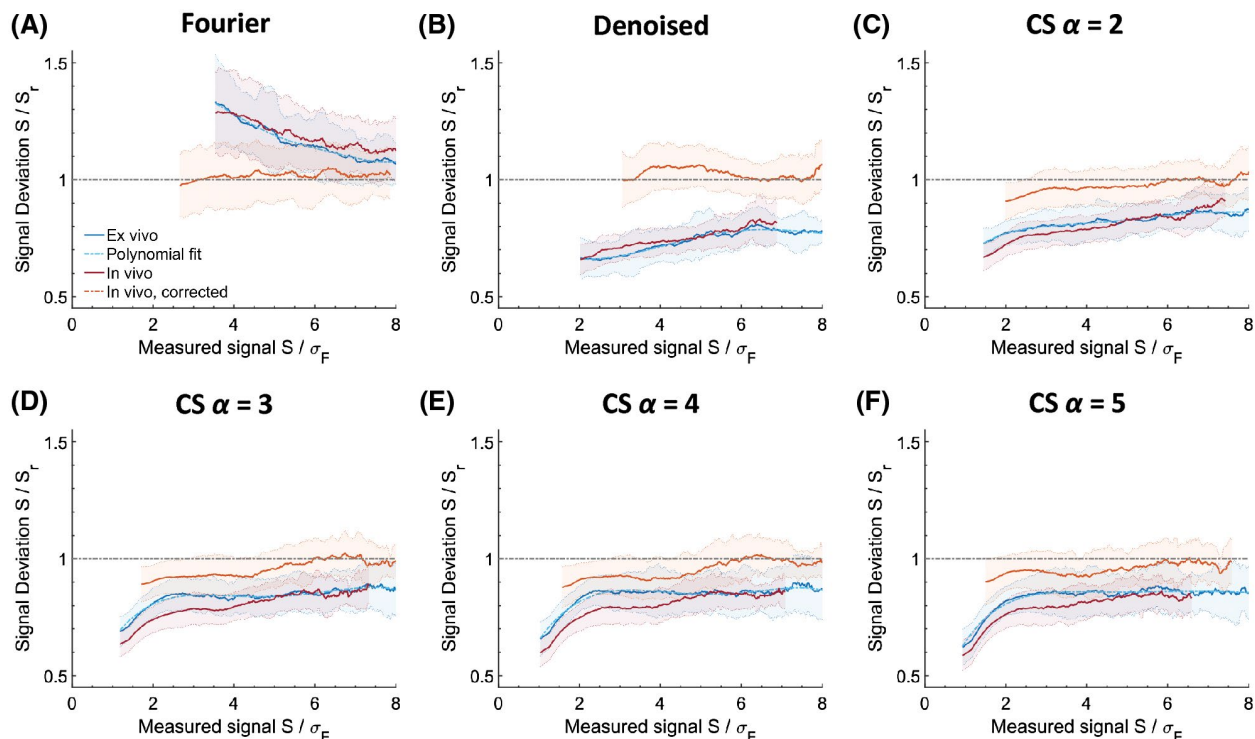 (A) Fourier
Signal Deviation S / Sr
1.5
1
0.5
Ex vivo
Polynomial fit
In vivo
In vivo, corrected
0 2 4 6 8
Measured signal S / σF
(B) Denoised
Signal Deviation S / Sr
1.5
1
0.5
0 2 4 6 8
Measured signal S / σF
(C) CS α = 2
Signal Deviation S / Sr
1.5
1
0.5
0 2 4 6 8
Measured signal S / σF
(D) CS α = 3
Signal Deviation S / Sr
1.5
1
0.5
0 2 4 6 8
Measured signal S / σF
(E) CS α = 4
Signal Deviation S / Sr
1.5
1
0.5
0 2 4 6 8
Measured signal S / σF
(F) CS α = 5
Signal Deviation S / Sr
1.5
1
0.5
0 2 4 6 8
Measured signal S / σF